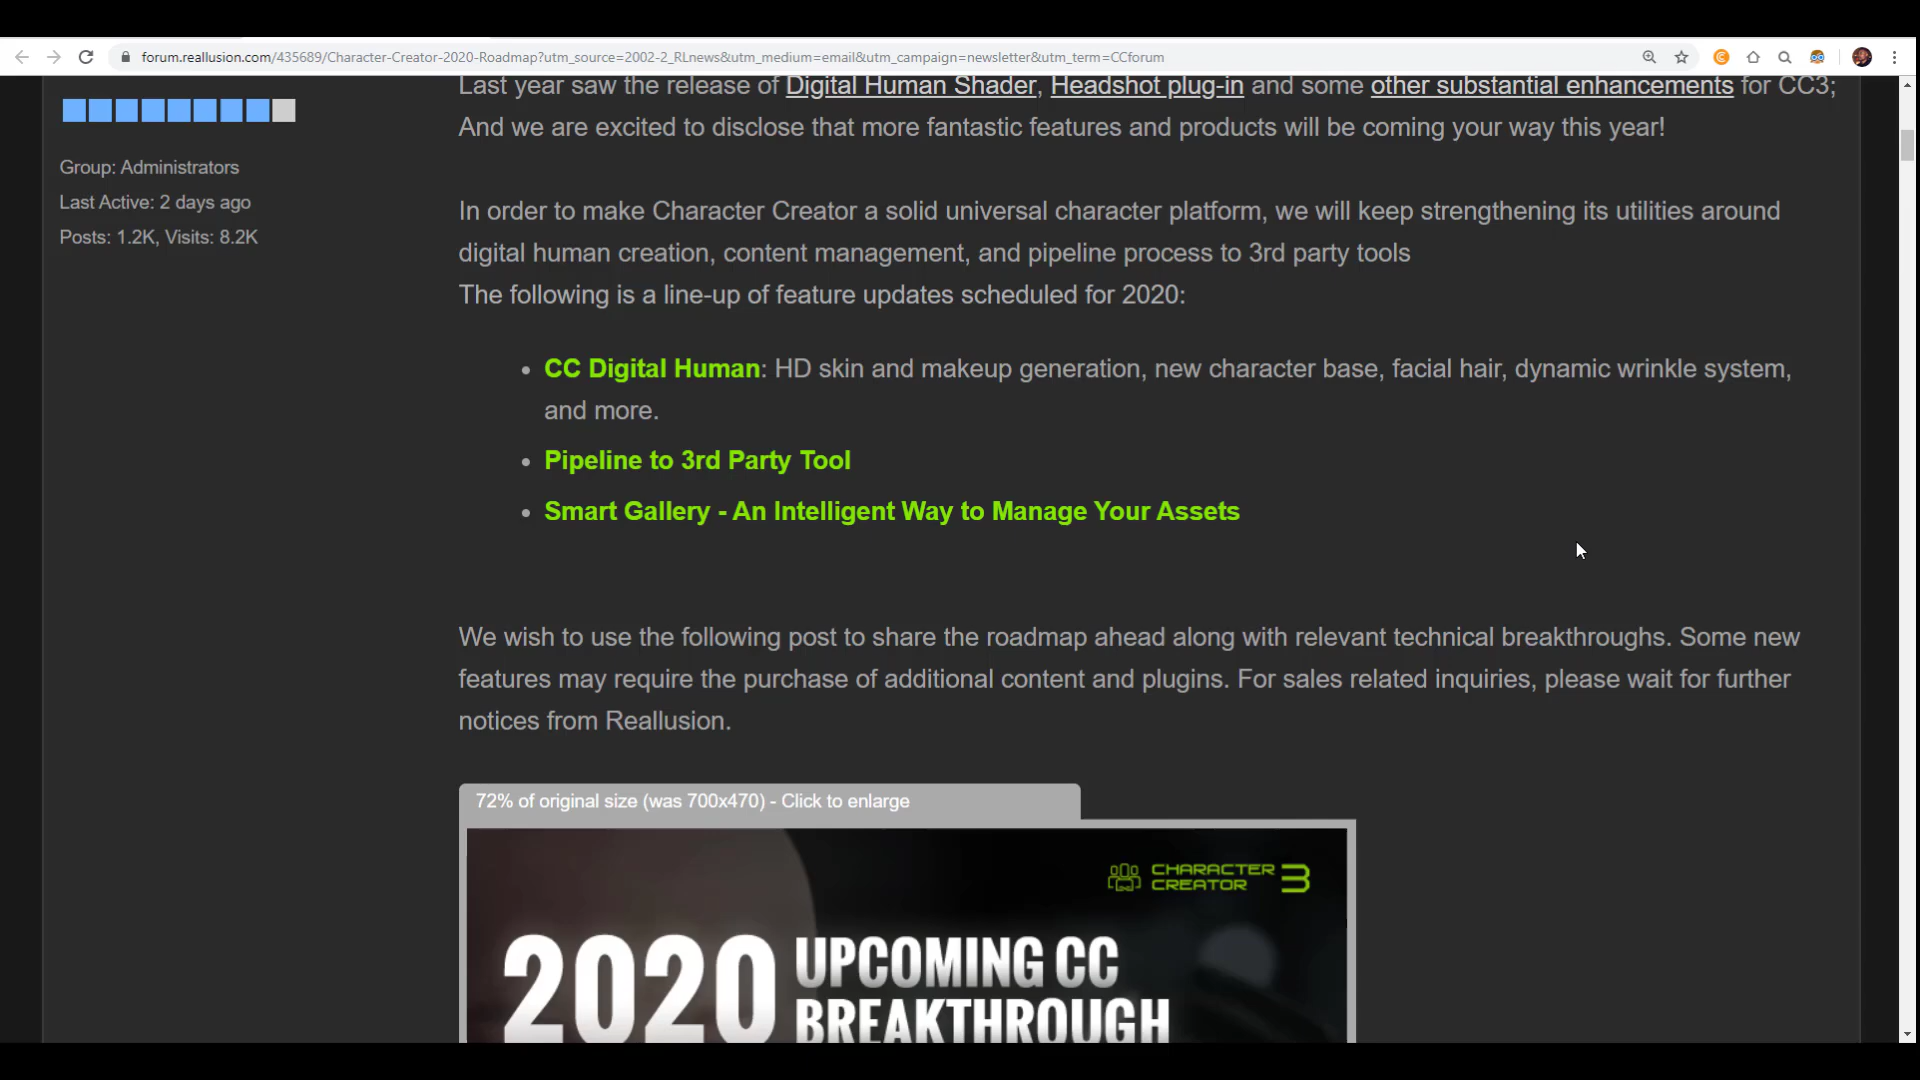 forum.reallusion.com/435689/Character-Creator-2020-Roadmap?utm_source=2002-2_RLnews&utm_medium=email&utm_campaign=newsletter&utm_term=CCforum
Last year saw the release of Digital Human Shader, Headshot plug-in and some other substantial enhancements for CC3;
And we are excited to disclose that more fantastic features and products will be coming your way this year!
Group: Administrators
Last Active: 2 days ago
Posts: 1.2K, Visits: 8.2K
In order to make Character Creator a solid universal character platform, we will keep strengthening its utilities around
digital human creation, content management, and pipeline process to 3rd party tools
The following is a line-up of feature updates scheduled for 2020:
• CC Digital Human: HD skin and makeup generation, new character base, facial hair, dynamic wrinkle system,
and more.
• Pipeline to 3rd Party Tool
• Smart Gallery - An Intelligent Way to Manage Your Assets
We wish to use the following post to share the roadmap ahead along with relevant technical breakthroughs. Some new
features may require the purchase of additional content and plugins. For sales related inquiries, please wait for further
notices from Reallusion.
72% of original size (was 700x470) - Click to enlarge
CHARACTER
CREATOR 3
2020 UPCOMING CC
BREAKTHROUGH